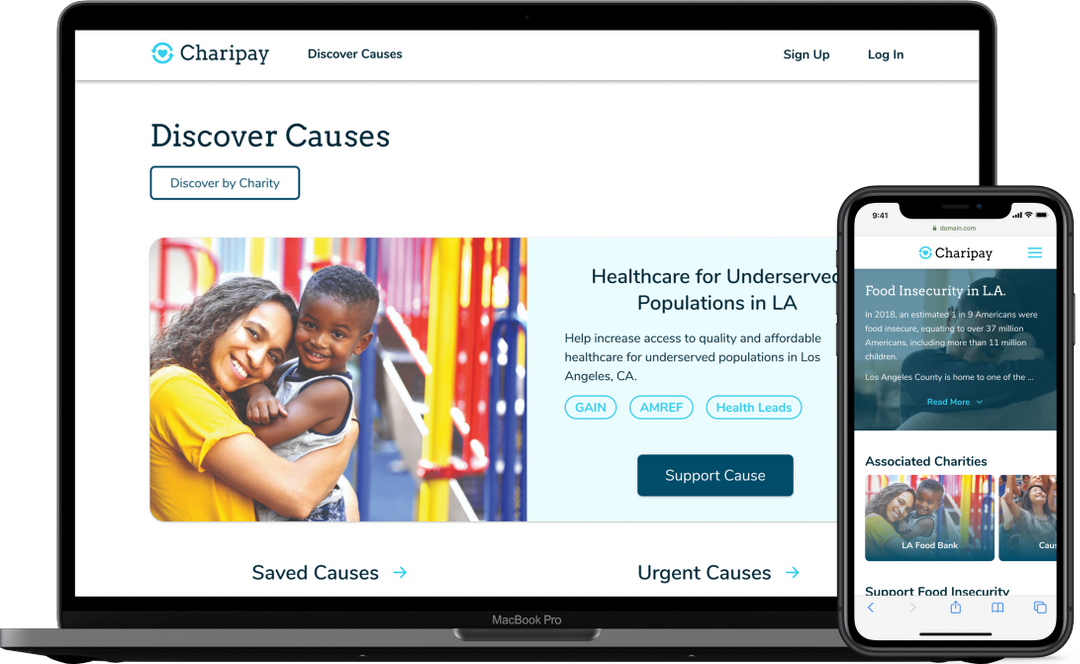 Charipay
Discover Causes
Sign Up
Log In
Discover Causes
Discover by Charity
Healthcare for Underserved
Populations in LA
Help increase access to quality and affordable
healthcare for underserved populations in Los
Angeles, CA.
GAIN
AMREF
Health Leads
Support Cause
Saved Causes →
Urgent Causes →
MacBook Pro
9:41
domain.com
Charipay
Food Insecurity in L.A.
In 2018, an estimated 1 in 9 Americans were
food insecure, equating to over 37 million
Americans, including more than 11 million
children.
Los Angeles County is home to one of the ...
Read More
Associated Charities
LA Food Bank
Caus
Support Food Insecurity